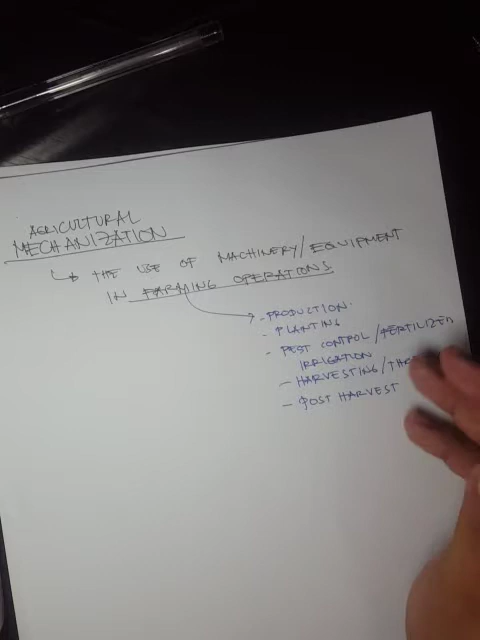 AGRICULTURAL
MECHANIZATION
↳ THE USE OF MACHINERY/EQUIPMENT
IN FARMING OPERATIONS
- PRODUCTION
- PLANTING
- PEST CONTROL/FERTILIZER
IRRIGATION
- HARVESTING/
- POST HARVEST